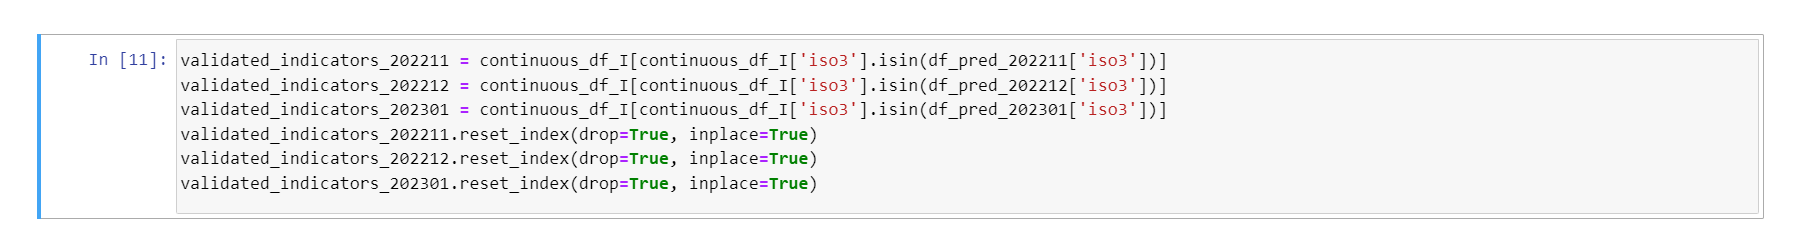 In [11]: validated_indicators_202211 = continuous_df_I[continuous_df_I['iso3'].isin(df_pred_202211['iso3'])]
validated_indicators_202212 = continuous_df_I[continuous_df_I['iso3'].isin(df_pred_202212['iso3'])]
validated_indicators_202301 = continuous_df_I[continuous_df_I['iso3'].isin(df_pred_202301['iso3'])]
validated_indicators_202211.reset_index(drop=True, inplace=True)
validated_indicators_202212.reset_index(drop=True, inplace=True)
validated_indicators_202301.reset_index(drop=True, inplace=True)